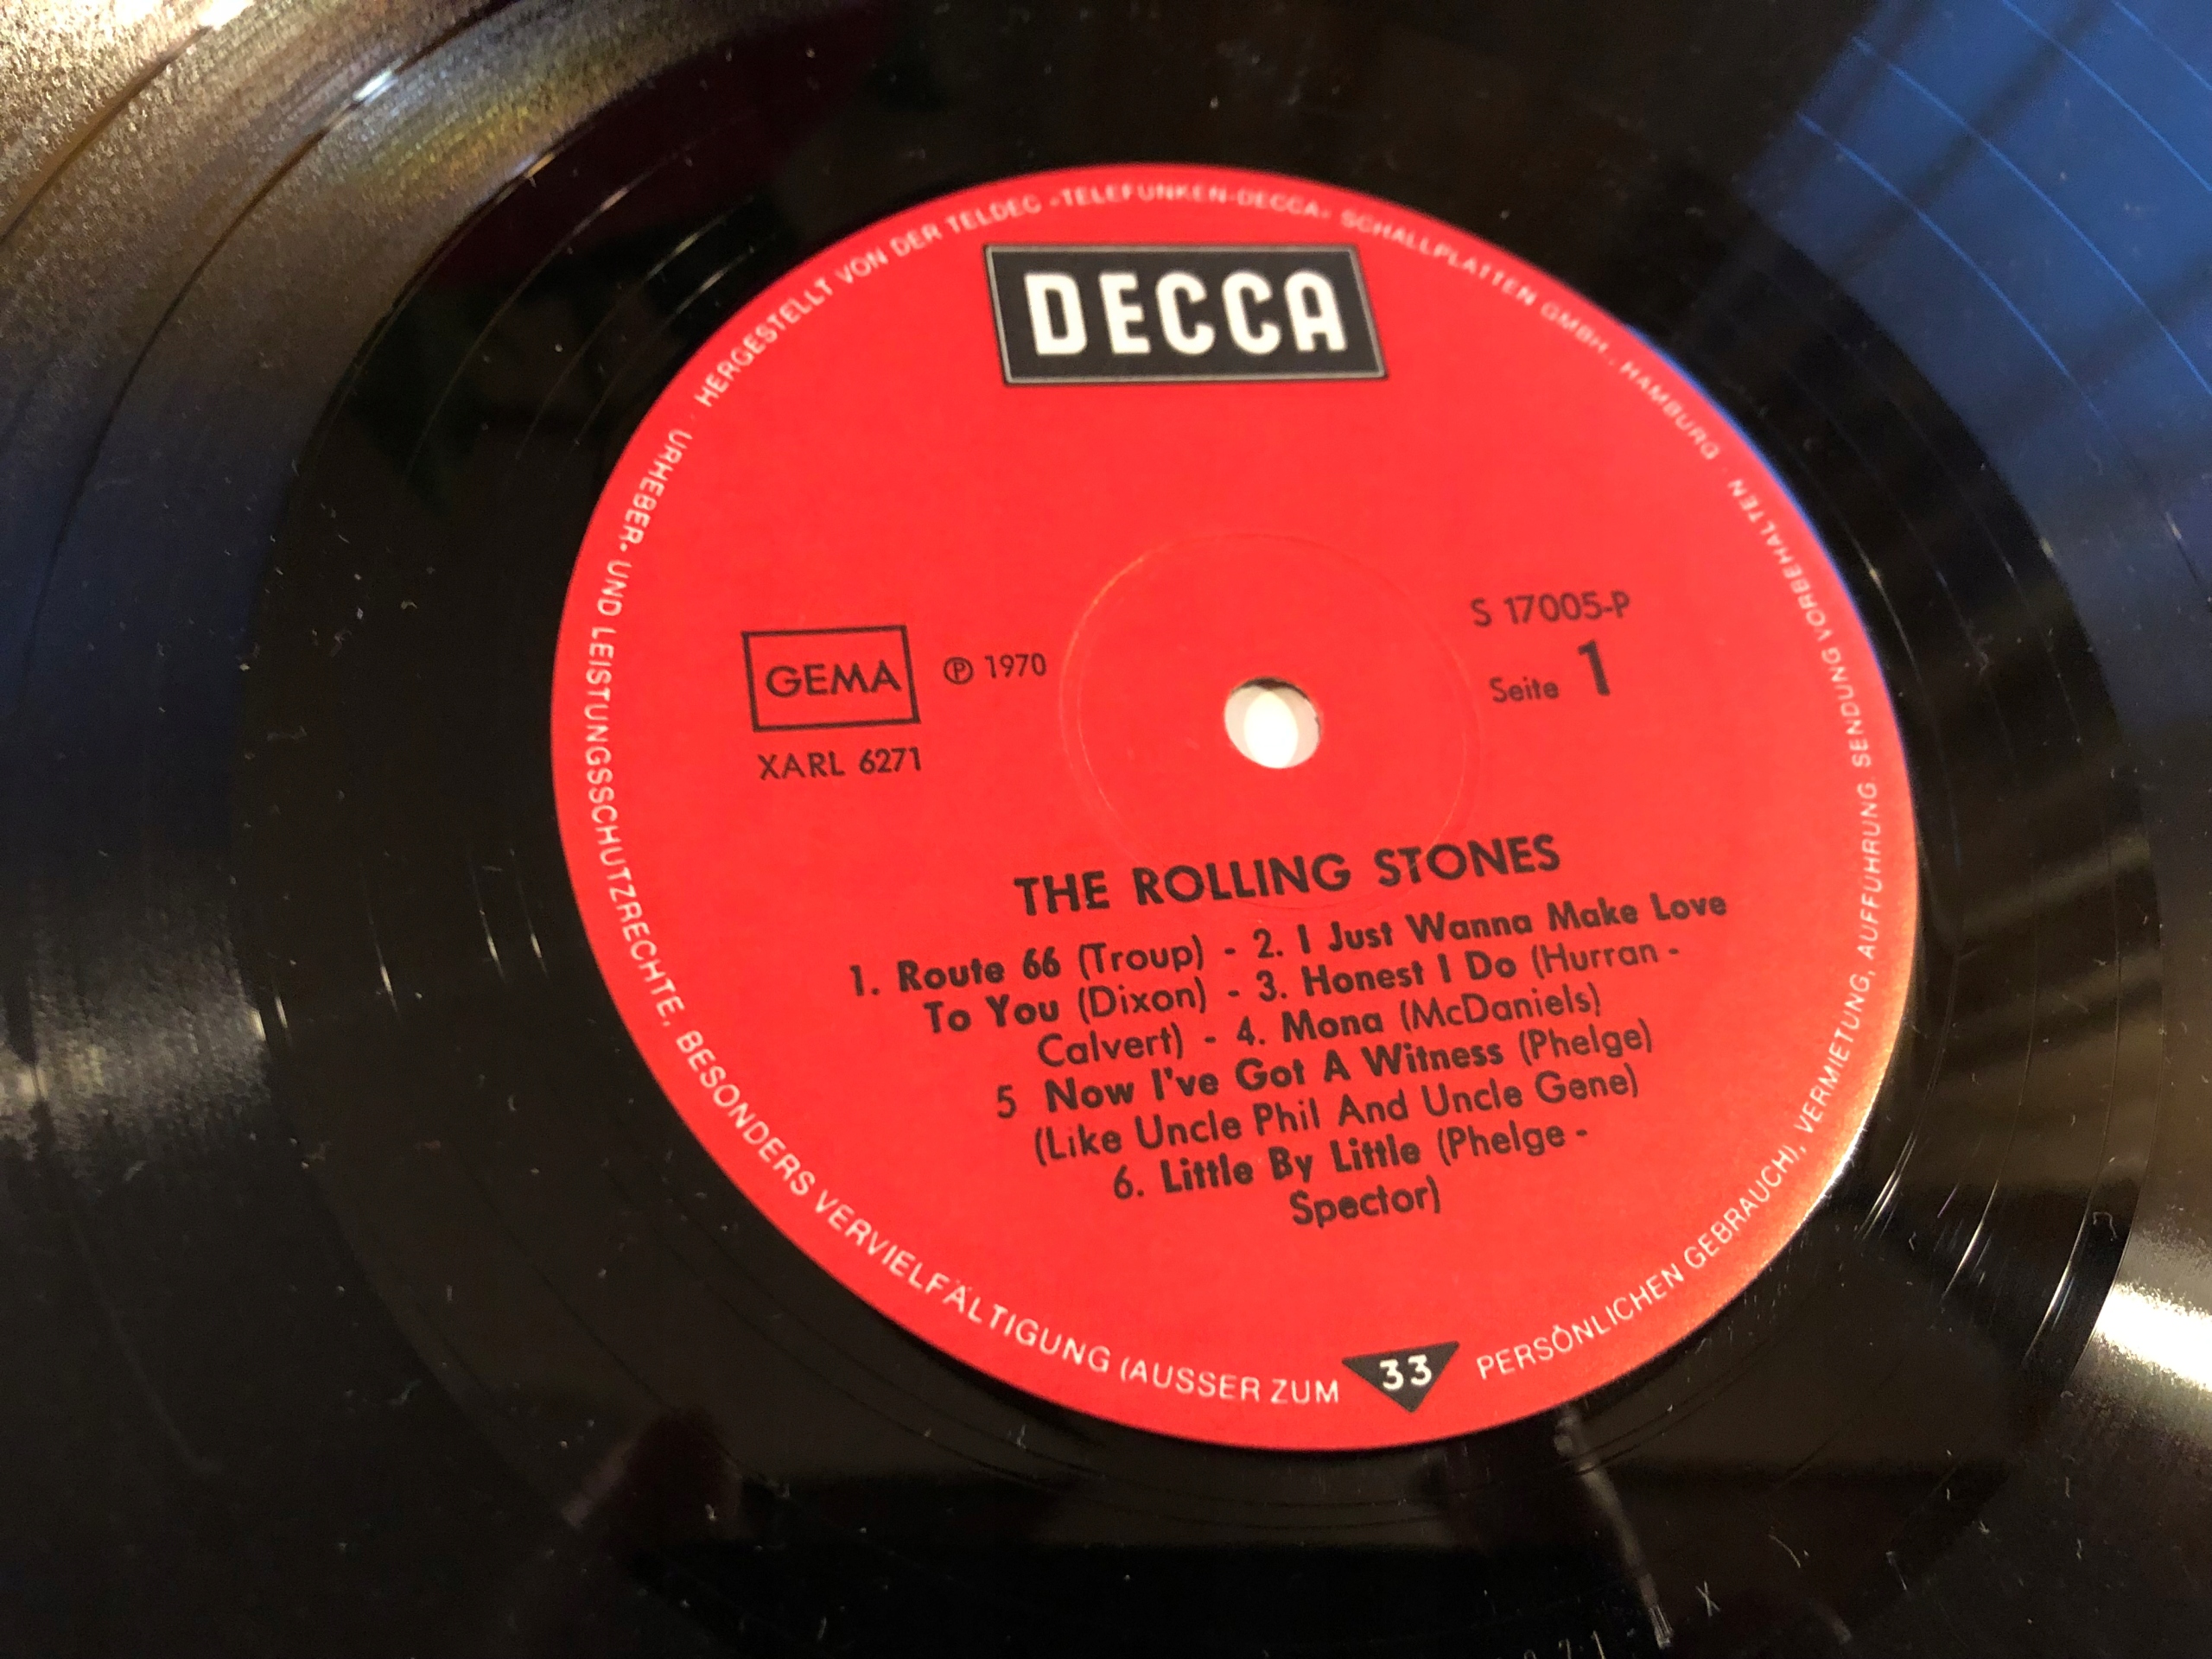 HERGESTELLT VON DER TELDEC »TELEFUNKEN-DECCA« SCHALLPLATTEN GMBH., HAMBURG · URHEBER- UND LEISTUNGSSCHUTZRECHTE, BESONDERS VERVIELFÄLTIGUNG (AUSSER ZUM PERSÖNLICHEN GEBRAUCH), VERMIETUNG, AUFFÜHRUNG, SENDUNG VORBEHALTEN ·
DECCA
S 17005-P
GEMA ℗ 1970
Seite 1
XARL 6271
THE ROLLING STONES
1. Route 66 (Troup) - 2. I Just Wanna Make Love
To You (Dixon) - 3. Honest I Do (Hurran -
Calvert) - 4. Mona (McDaniels)
5 Now I've Got A Witness (Phelge)
(Like Uncle Phil And Uncle Gene)
6. Little By Little (Phelge -
Spector)
33